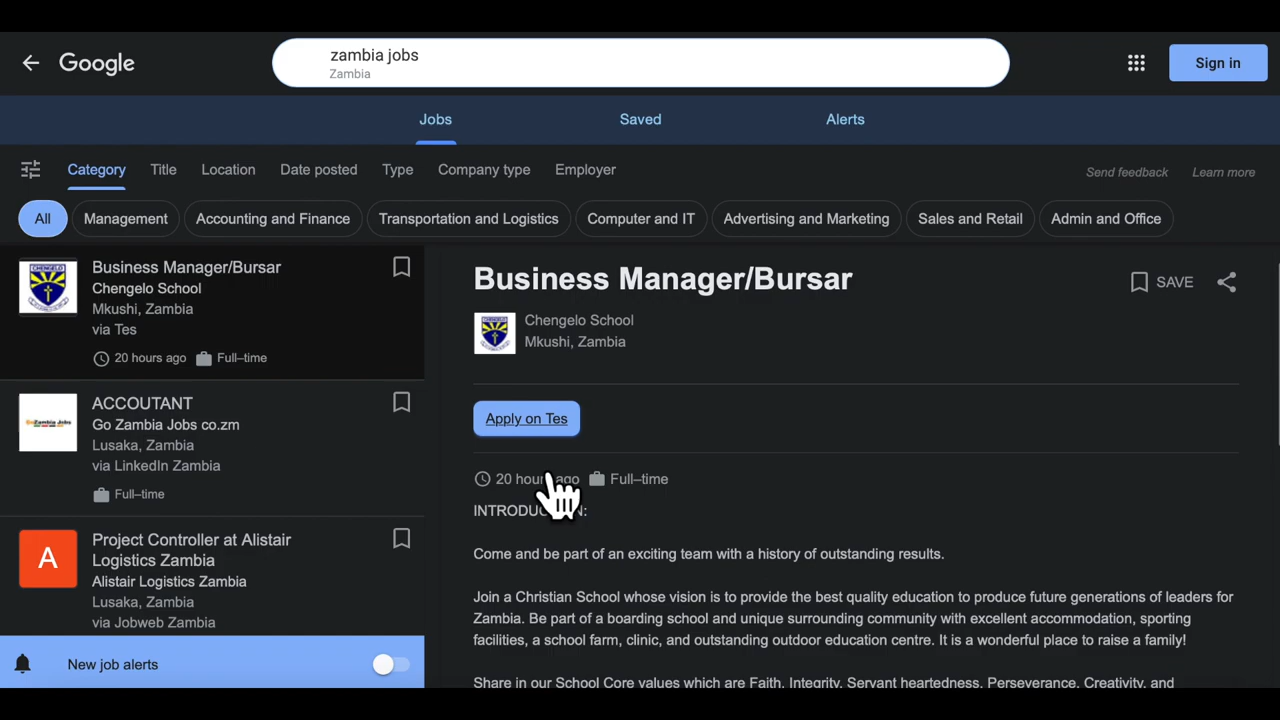 Google
zambia jobs
Zambia
Sign in
Jobs
Saved
Alerts
Category
Title
Location
Date posted
Type
Company type
Employer
Send feedback
Learn more
All
Management
Accounting and Finance
Transportation and Logistics
Computer and IT
Advertising and Marketing
Sales and Retail
Admin and Office
Business Manager/Bursar
Chengelo School
Mkushi, Zambia
via Tes
20 hours ago
Full–time
ACCOUTANT
Go Zambia Jobs co.zm
Lusaka, Zambia
via LinkedIn Zambia
Full–time
A
Project Controller at Alistair
Logistics Zambia
Alistair Logistics Zambia
Lusaka, Zambia
via Jobweb Zambia
New job alerts
Business Manager/Bursar
SAVE
Chengelo School
Mkushi, Zambia
Apply on Tes
20 ago
Full–time
Come and be part of an exciting team with a history of outstanding results.
Join a Christian School whose vision is to provide the best quality education to produce future generations of leaders for
Zambia. Be part of a boarding school and unique surrounding community with excellent accommodation, sporting
facilities, a school farm, clinic, and outstanding outdoor education centre. It is a wonderful place to raise a family!
Share in our School Core values which are Faith, Integrity, Servant heartedness, Perseverance, Creativity, and